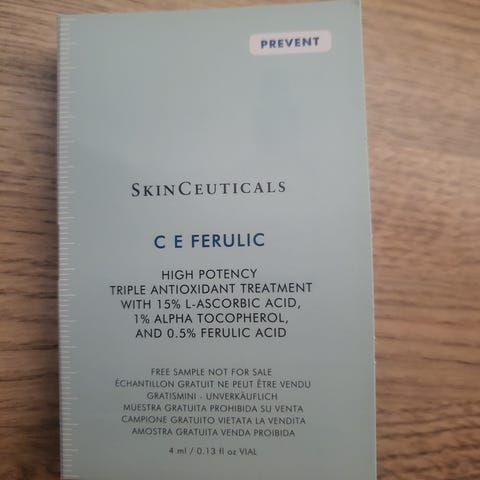 PREVENT
SKINCEUTICALS
C E FERULIC
HIGH POTENCY
TRIPLE ANTIOXIDANT TREATMENT
WITH 15% L-ASCORBIC ACID,
1% ALPHA TOCOPHEROL,
AND 0.5% FERULIC ACID
FREE SAMPLE NOT FOR SALE
ÉCHANTILLON GRATUIT NE PEUT ÊTRE VENDU
GRATISMINI - UNVERKÄUFLICH
MUESTRA GRATUITA PROHIBIDA SU VENTA
CAMPIONE GRATUITO VIETATA LA VENDITA
AMOSTRA GRATUITA VENDA PROIBIDA
4 ml / 0.13 fl oz VIAL